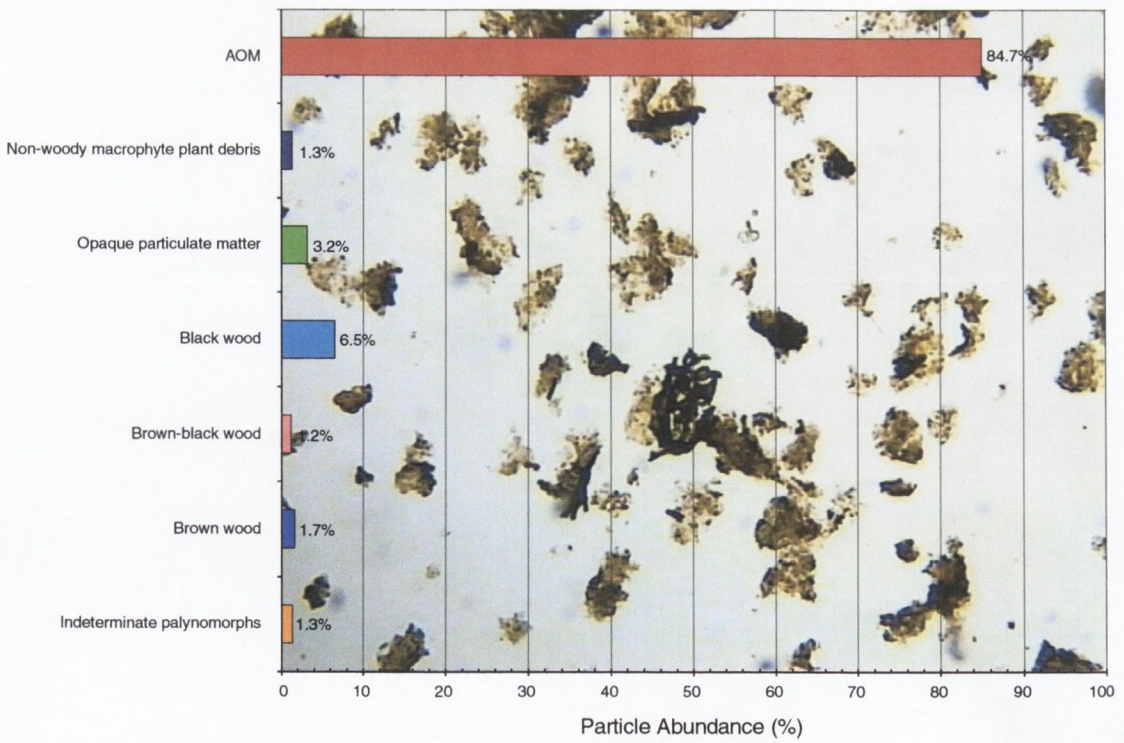 AOM
84.7%
Non-woody macrophyte plant debris
1.3%
Opaque particulate matter
3.2%
Black wood
6.5%
Brown-black wood
1.2%
Brown wood
1.7%
Indeterminate palynomorphs
1.3%
0 10 20 30 40 50 60 70 80 90 100
Particle Abundance (%)